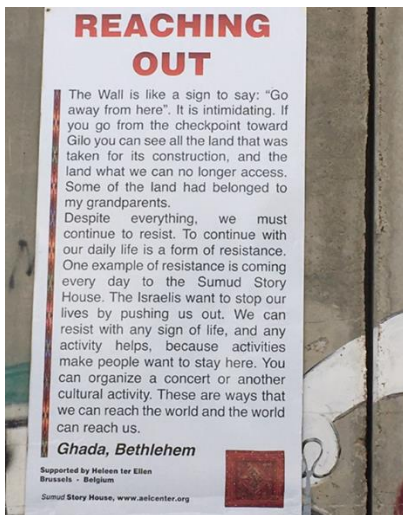 REACHING
OUT
The Wall is like a sign to say: “Go
away from here”. It is intimidating. If
you go from the checkpoint toward
Gilo you can see all the land that was
taken for its construction, and the
land what we can no longer access.
Some of the land had belonged to
my grandparents.
Despite everything, we must
continue to resist. To continue with
our daily life is a form of resistance.
One example of resistance is coming
every day to the Sumud Story
House. The Israelis want to stop our
lives by pushing us out. We can
resist with any sign of life, and any
activity helps, because activities
make people want to stay here. You
can organize a concert or another
cultural activity. These are ways that
we can reach the world and the world
can reach us.
Ghada, Bethlehem
Supported by Heleen ter Ellen
Brussels - Belgium
Sumud Story House, www.aeicenter.org